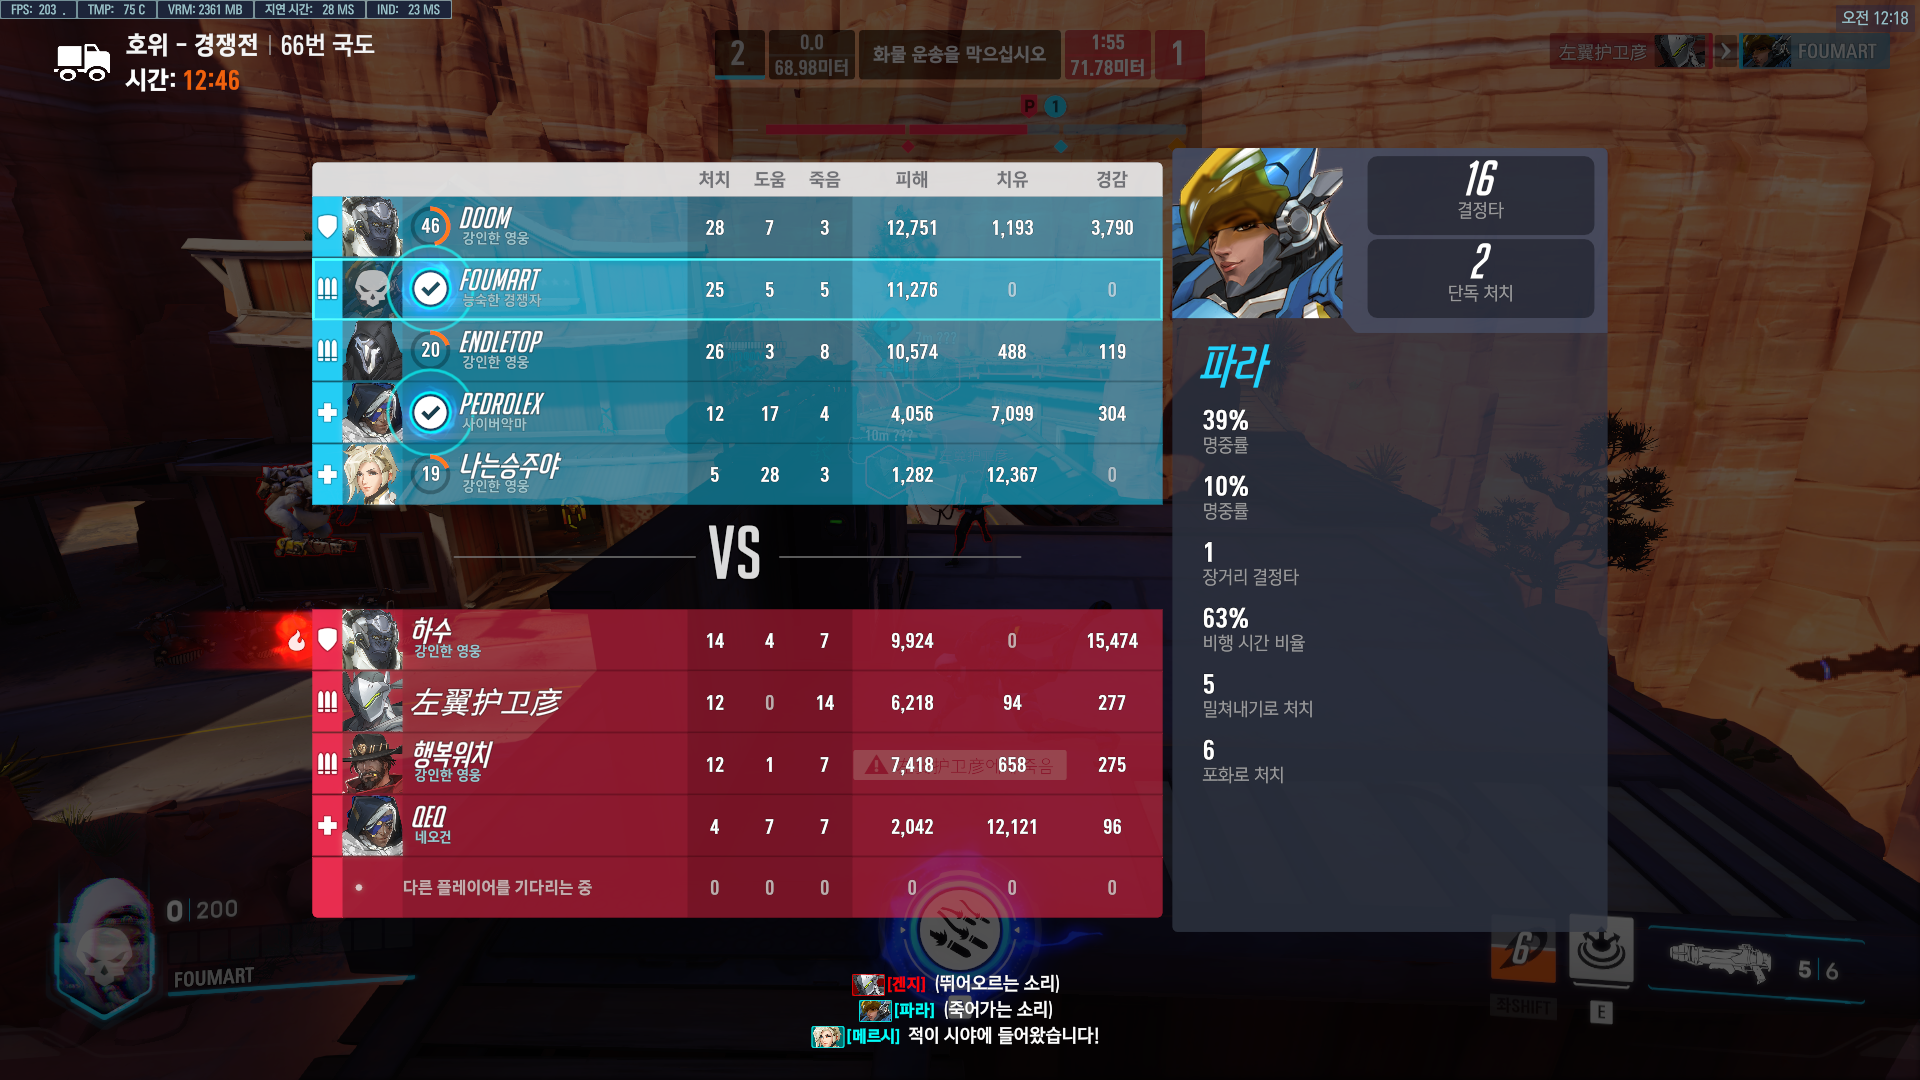 FPS: 203 .
TMP: 75 C
VRM: 2361 MB
지연 시간: 28 MS
IND: 23 MS
오전 12:18
호위 - 경쟁전 | 66번 국도
시간: 12:46
2
0.0
68.98미터
화물 운송을 막으십시오
1:55
71.78미터
1
左翼护卫彦
FOUMART
P 1
처치 도움 죽음 피해 치유 경감
46 DOOM 28 7 3 12,751 1,193 3,790
강인한 영웅
FOUMART 25 5 5 11,276 0 0
능숙한 경쟁자
20 ENDLETOP 26 3 8 10,574 488 119
강인한 영웅
PEDROLEX 12 17 4 4,056 7,099 304
사이버악마
19 나는승주야 5 28 3 1,282 12,367 0
강인한 영웅
VS
하수 14 4 7 9,924 0 15,474
강인한 영웅
左翼护卫彦 12 0 14 6,218 94 277
행복워치 12 1 7 7,418 658 275
강인한 영웅
QEQ 4 7 7 2,042 12,121 96
네오건
다른 플레이어를 기다리는 중 0 0 0 0 0 0
16
결정타
2
단독 처치
파라
39%
명중률
10%
명중률
1
장거리 결정타
63%
비행 시간 비율
5
밀쳐내기로 처치
6
포화로 처치
0 | 200
FOUMART
[겐지] (뛰어오르는 소리)
[파라] (죽어가는 소리)
[메르시] 적이 시야에 들어왔습니다!
6
좌SHIFT
E
5 | 6